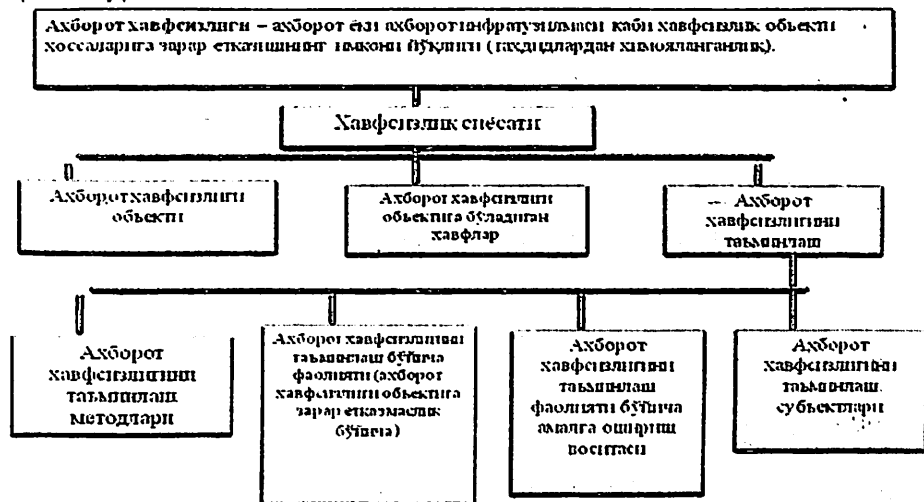 Ахборот хавфсизлиги – ахборот ёки ахборот инфратузилмаси каби хавфсизлик объекти
хоссаларига зарар етказишнинг имкони йўқлиги (таҳдидлардан ҳимояланганлик).
Хавфсизлик сиёсати
Ахборот хавфсизлиги
объекти
Ахборот хавфсизлиги
объектига бўладиган
хавфлар
Ахборот
хавфсизлигини
таъминлаш
Ахборот
хавфсизлигини
таъминлаш
методлари
Ахборот хавфсизлигини
таъминлаш бўйича
фаолияти (ахборот
хавфсизлиги объектига
зарар етказмаслик
бўйича)
Ахборот
хавфсизлигини
таъминлаш
фаолияти бўйича
амалга ошириш
воситаси
Ахборот
хавфсизлигини
таъминлаш
субъектлари